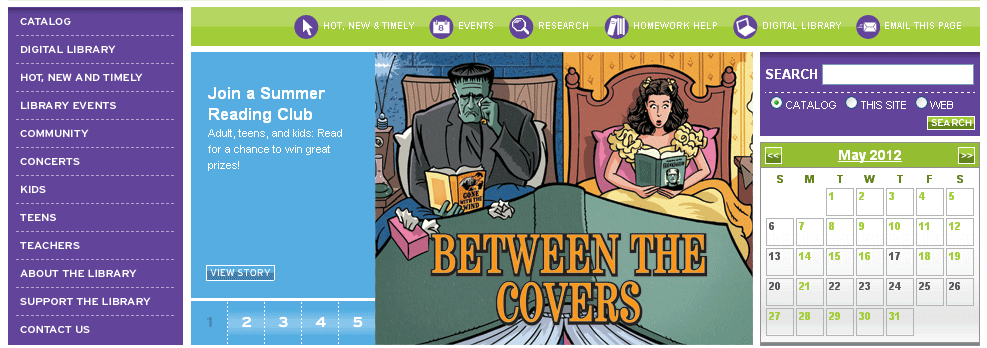 CATALOG
DIGITAL LIBRARY
HOT, NEW AND TIMELY
LIBRARY EVENTS
COMMUNITY
CONCERTS
KIDS
TEENS
TEACHERS
ABOUT THE LIBRARY
SUPPORT THE LIBRARY
CONTACT US
HOT, NEW & TIMELY EVENTS RESEARCH HOMEWORK HELP DIGITAL LIBRARY EMAIL THIS PAGE
Join a Summer
Reading Club
Adult, teens, and kids: Read
for a chance to win great
prizes!
VIEW STORY
1 2 3 4 5
GONE
WITH THE
WIND
FRANKENSTEIN
BETWEEN THE
COVERS
SEARCH
CATALOG THIS SITE WEB
SEARCH
<< May 2012 >>
S M T W T F S
1 2 3 4 5
6 7 8 9 10 11 12
13 14 15 16 17 18 19
20 21 22 23 24 25 26
27 28 29 30 31